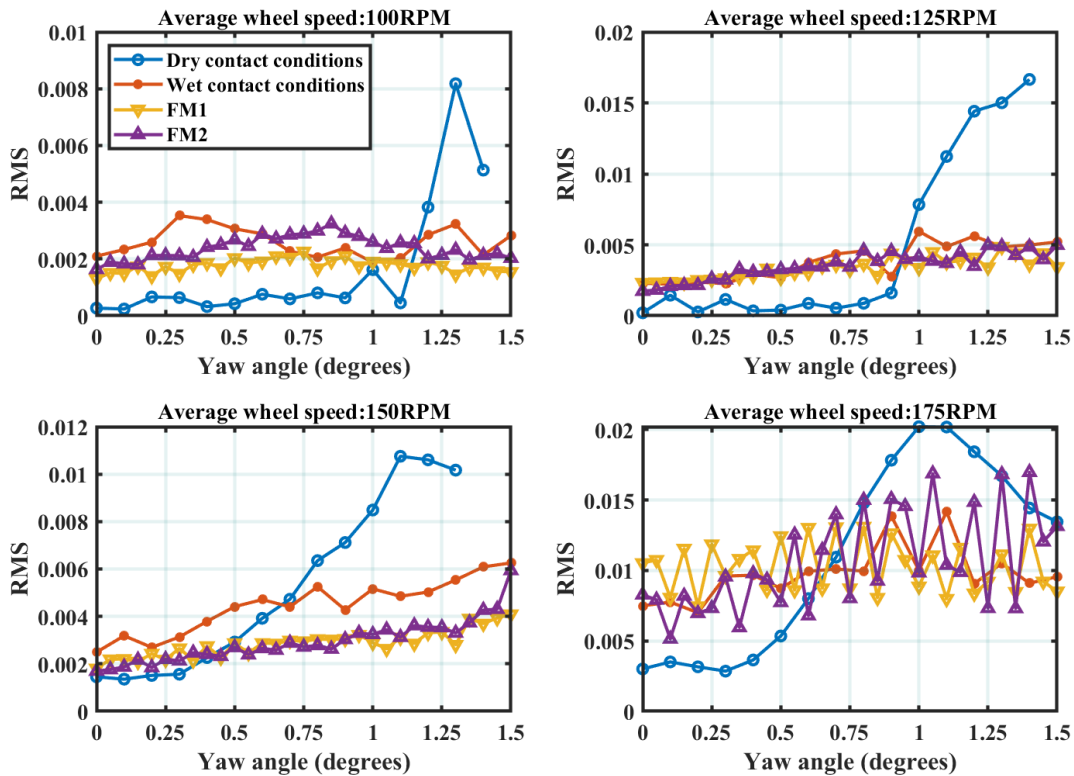 Average wheel speed:100RPM
0.01
0.008
0.006
0.004
0.002
0
RMS
Dry contact conditions
Wet contact conditions
FM1
FM2
0 0.25 0.5 0.75 1 1.25 1.5
Yaw angle (degrees)
Average wheel speed:125RPM
0.02
0.015
0.01
0.005
0
RMS
0 0.25 0.5 0.75 1 1.25 1.5
Yaw angle (degrees)
Average wheel speed:150RPM
0.012
0.01
0.008
0.006
0.004
0.002
0
RMS
0 0.25 0.5 0.75 1 1.25 1.5
Yaw angle (degrees)
Average wheel speed:175RPM
0.02
0.015
0.01
0.005
0
RMS
0 0.25 0.5 0.75 1 1.25 1.5
Yaw angle (degrees)